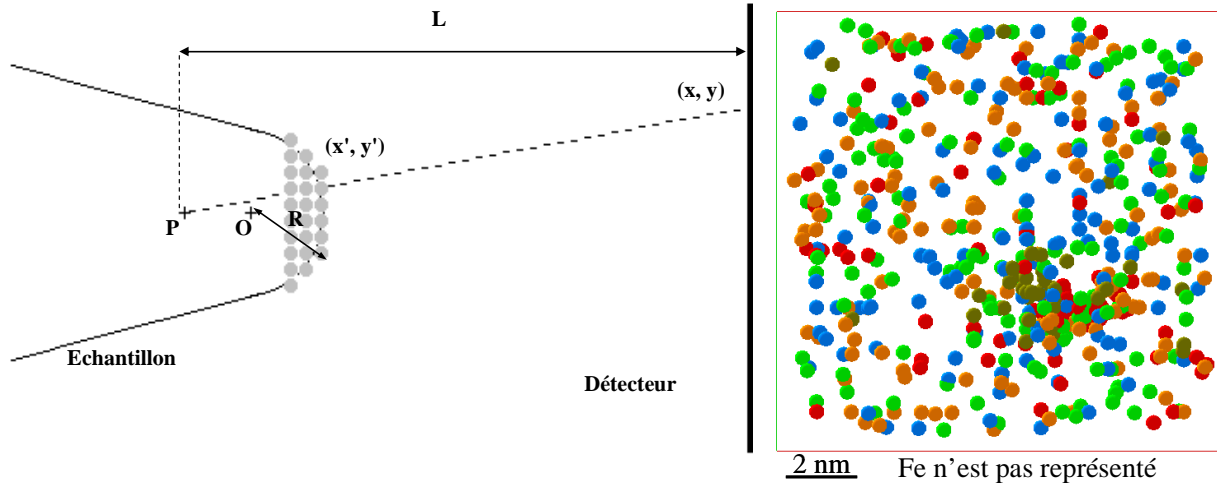 L
(x, y)
(x', y')
P
O
R
Echantillon
Détecteur
2 nm
Fe n’est pas représenté